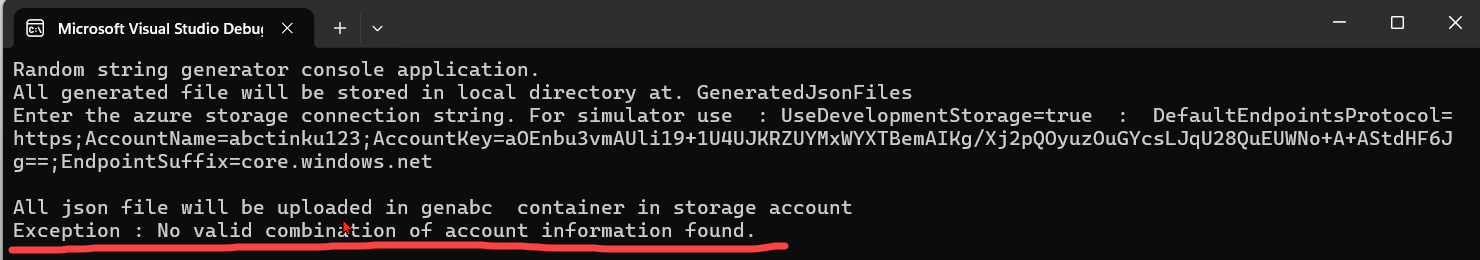 Microsoft Visual Studio Debug
Random string generator console application.
All generated file will be stored in local directory at. GeneratedJsonFiles
Enter the azure storage connection string. For simulator use  : UseDevelopmentStorage=true  :  DefaultEndpointsProtocol=
https;AccountName=abctinku123;AccountKey=aOEnbu3vmAUli19+1U4UJKRZUYMxWYXTBemAIKg/Xj2pQOyuzOuGYcsLJqU28QuEUWNo+A+AStdHF6J
g==;EndpointSuffix=core.windows.net
All json file will be uploaded in genabc  container in storage account
Exception : No valid combination of account information found.